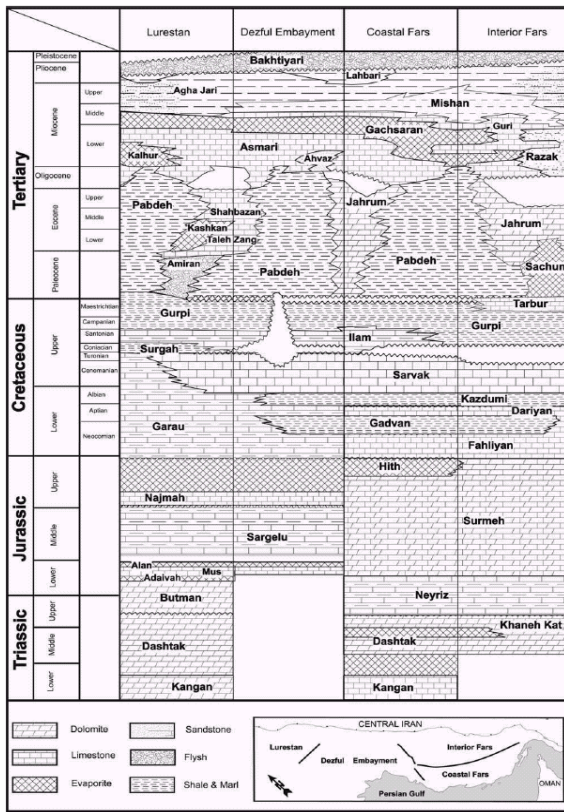 Lurestan Dezful Embayment Coastal Fars Interior Fars
Tertiary
Pleistocene
Pliocene
Miocene
Upper
Middle
Lower
Oligocene
Eocene
Upper
Middle
Lower
Paleocene
Bakhtiyari
Lahbari
Agha Jari
Mishan
Gachsaran
Guri
Kalhur
Asmari
Ahvaz
Razak
Pabdeh
Shahbazan
Kashkan
Taleh Zang
Amiran
Pabdeh
Jahrum
Pabdeh
Jahrum
Sachun
Tarbur
Cretaceous
Upper
Maestrichtian
Campanian
Santonian
Coniacian
Turonian
Cenomanian
Lower
Albian
Aptian
Neocomian
Gurpi
Gurpi
Ilam
Surgah
Sarvak
Kazdumi
Dariyan
Garau
Gadvan
Fahliyan
Jurassic
Upper
Middle
Lower
Hith
Najmah
Surmeh
Sargelu
Alan
Mus
Adaiyah
Neyriz
Triassic
Upper
Middle
Lower
Butman
Khaneh Kat
Dashtak
Dashtak
Kangan
Kangan
Dolomite
Limestone
Evaporite
Sandstone
Flysh
Shale & Marl
CENTRAL IRAN
Lurestan
Interior Fars
Dezful Embayment
Coastal Fars
Persian Gulf
OMAN